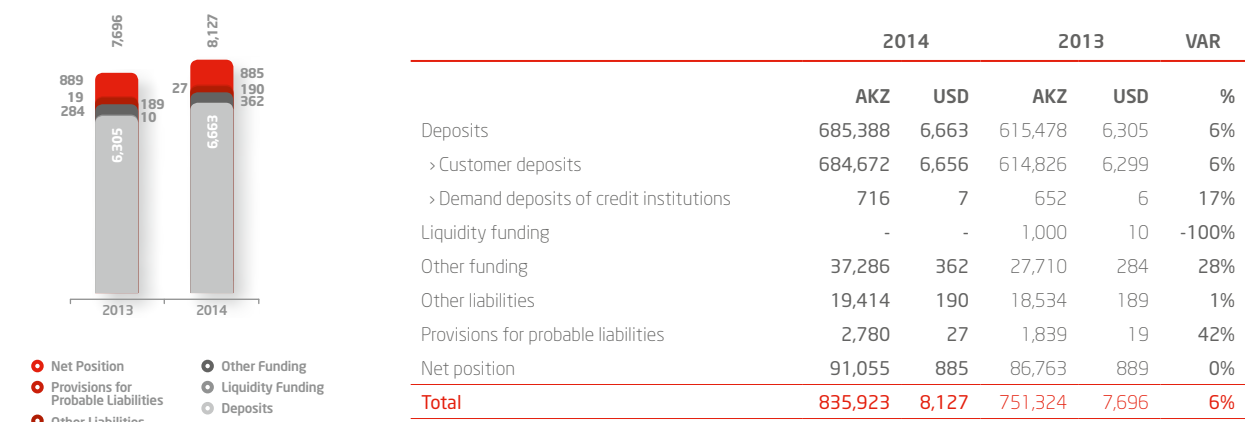 7,696
8,127
889
19
284
189
10
6,305
27
885
190
362
6,663
2013 2014
Net Position
Provisions for
Probable Liabilities
Other Liabilities
Other Funding
Liquidity Funding
Deposits
2014 2013 VAR
AKZ USD AKZ USD %
Deposits 685,388 6,663 615,478 6,305 6%
› Customer deposits 684,672 6,656 614,826 6,299 6%
› Demand deposits of credit institutions 716 7 652 6 17%
Liquidity funding - - 1,000 10 -100%
Other funding 37,286 362 27,710 284 28%
Other liabilities 19,414 190 18,534 189 1%
Provisions for probable liabilities 2,780 27 1,839 19 42%
Net position 91,055 885 86,763 889 0%
Total 835,923 8,127 751,324 7,696 6%